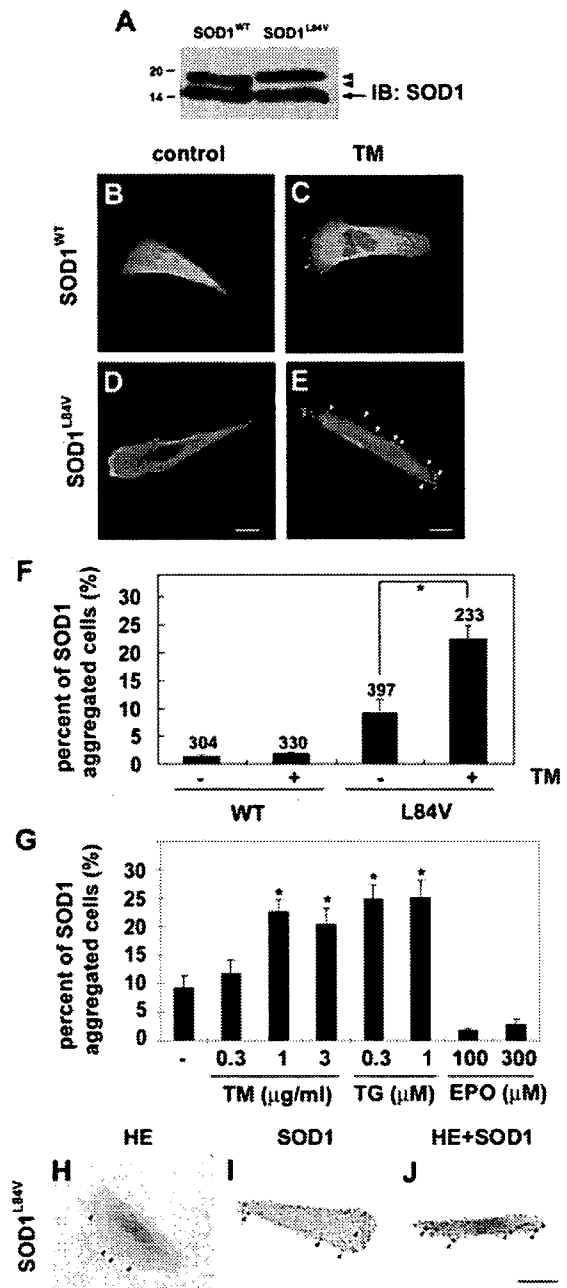 A
SOD1WT SOD1L84V
20
14
IB: SOD1
control TM
B C
SOD1WT
D E
SOD1L84V
F
percent of SOD1 aggregated cells (%)
30
25
20
15
10
5
0
304 330 397 233
*
- + - + TM
WT L84V
G
percent of SOD1 aggregated cells (%)
30
25
20
15
10
5
0
* * * *
- 0.3 1 3 0.3 1 100 300
TM (μg/ml) TG (μM) EPO (μM)
HE SOD1 HE+SOD1
H I J
SOD1L84V